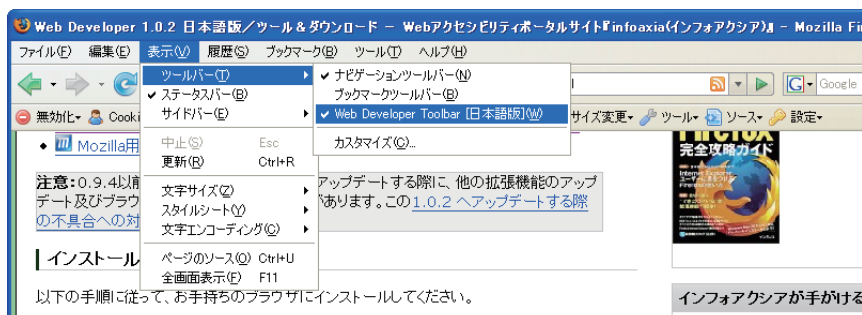 Web Developer 1.0.2 日本語版／ツール＆ダウンロード － Webアクセシビリティポータルサイト『infoaxia(インフォアクシア)』 - Mozilla Fi
ファイル(F) 編集(E) 表示(V) 履歴(S) ブックマーク(B) ツール(T) ヘルプ(H)
ツールバー(T)
ステータスバー(B)
サイドバー(E)
中止(S) Esc
更新(R) Ctrl+R
文字サイズ(Z)
スタイルシート(Y)
文字エンコーディング(C)
ページのソース(O) Ctrl+U
全画面表示(F) F11
ナビゲーションツールバー(N)
ブックマークツールバー(B)
Web Developer Toolbar [日本語版](W)
カスタマイズ(C)...
Google
無効化 Cooki サイズ変更 ツール ソース 設定
Mozilla用
注意:0.9.4以前 アップデートする際に、他の拡張機能のアップ
デート及びブラウ があります。この1.0.2 へアップデートする際
の不具合への対
インストール
以下の手順に従って、お手持ちのブラウザにインストールしてください。
Firefox
完全攻略ガイド
Internet Explorer
インフォアクシアが手がける